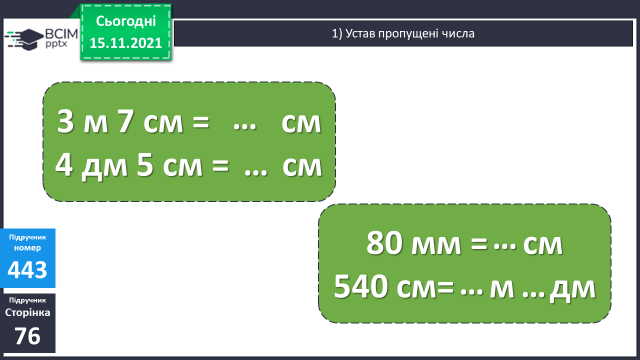 ВСІМ
pptx
Сьогодні
15.11.2021
1) Устав пропущені числа
3 м 7 см = ... см
4 дм 5 см = ... см
80 мм = ... см
540 см= ... м ... дм
Підручник
номер
443
Підручник
Сторінка
76